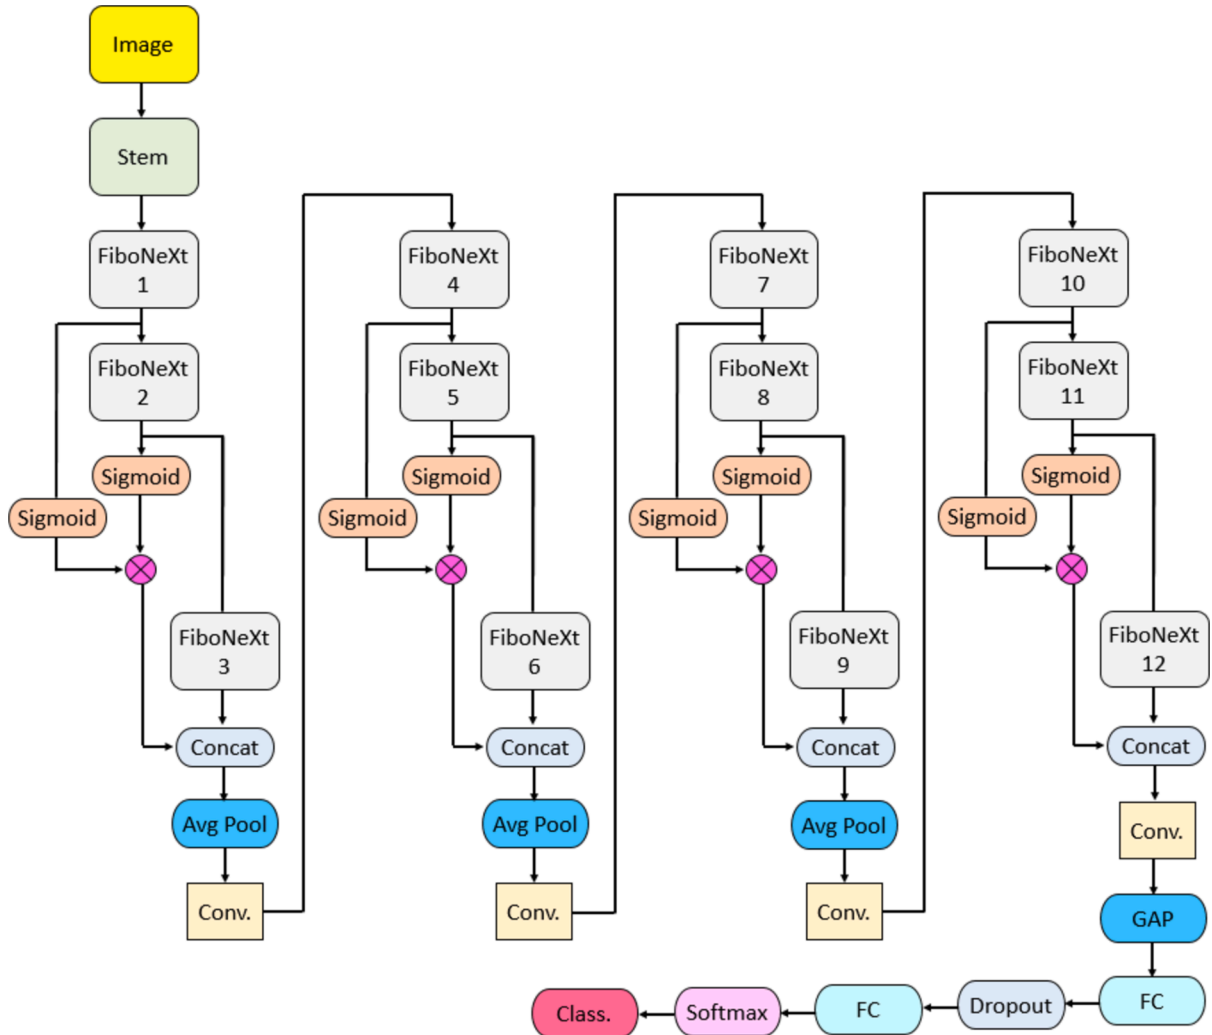 Image
Stem
FiboNeXt
1
FiboNeXt
2
Sigmoid
Sigmoid
FiboNeXt
3
Concat
Avg Pool
Conv.
FiboNeXt
4
FiboNeXt
5
Sigmoid
Sigmoid
FiboNeXt
6
Concat
Avg Pool
Conv.
FiboNeXt
7
FiboNeXt
8
Sigmoid
Sigmoid
FiboNeXt
9
Concat
Avg Pool
Conv.
FiboNeXt
10
FiboNeXt
11
Sigmoid
Sigmoid
FiboNeXt
12
Concat
Conv.
GAP
FC
Dropout
FC
Softmax
Class.